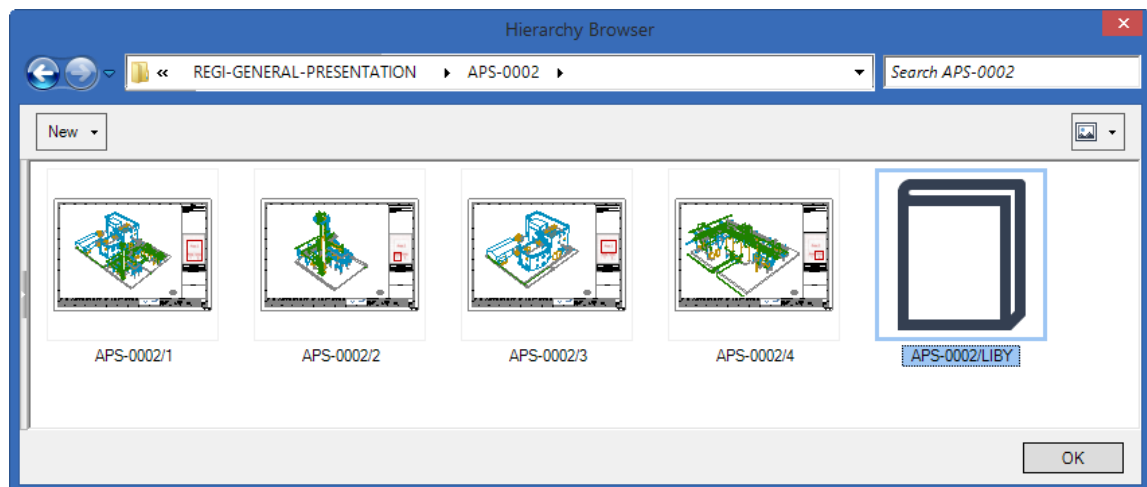 Hierarchy Browser
« REGI-GENERAL-PRESENTATION APS-0002
Search APS-0002
New
APS-0002/1
APS-0002/2
APS-0002/3
APS-0002/4
APS-0002/LIBY
OK